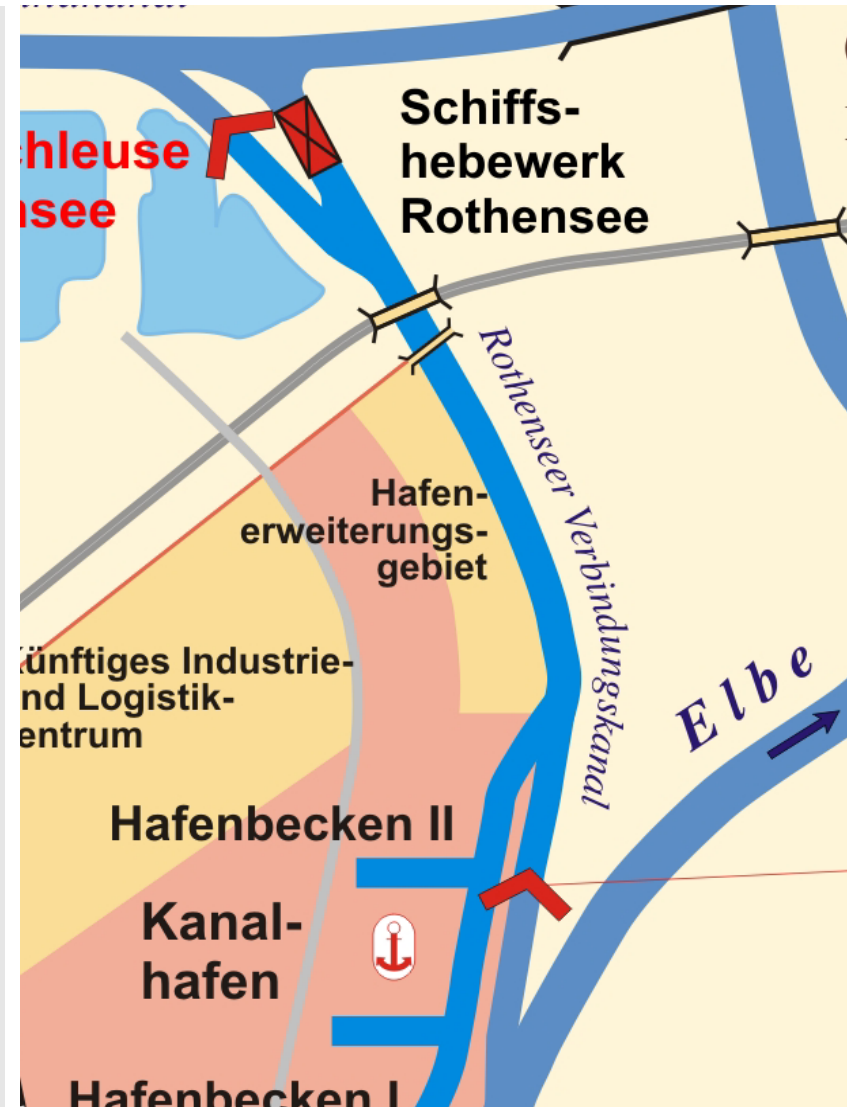 Schiffs-
hebewerk
Rothensee
chleuse
nsee
Rothenseer Verbindungskanal
Hafen-
erweiterungs-
gebiet
ünftiges Industrie-
nd Logistik-
entrum
Elbe
Hafenbecken II
Kanal-
hafen
Hafenbecken I